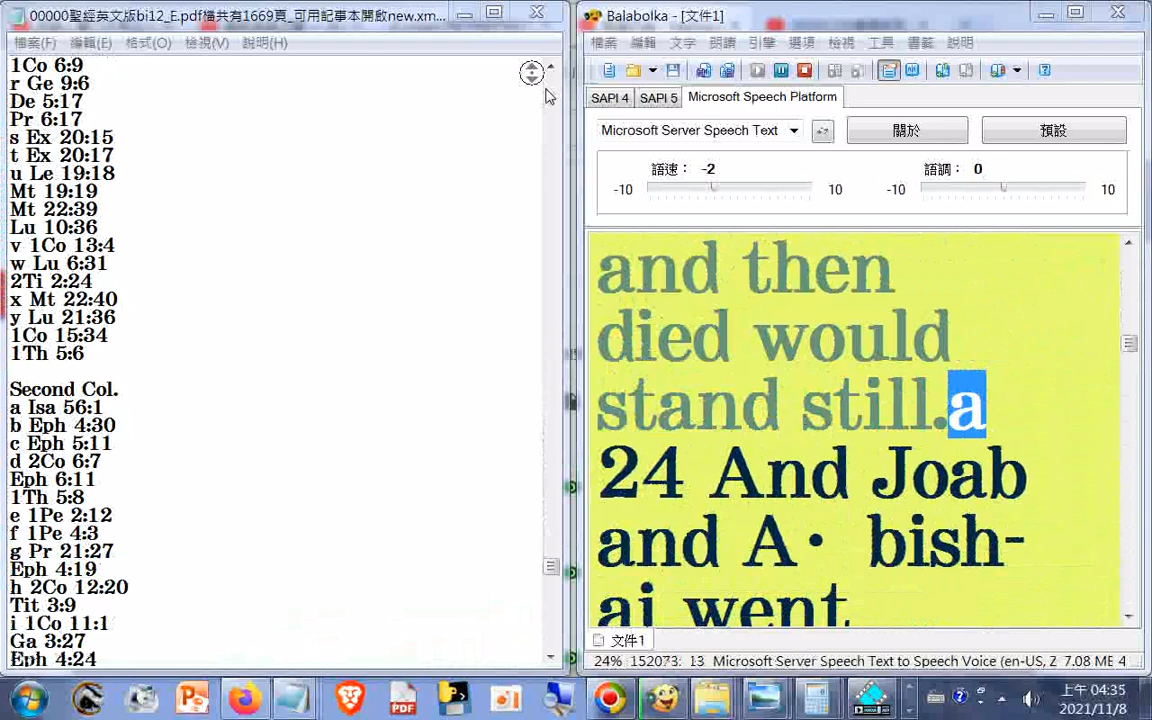 00000聖經英文版bi12_E.pdf檔共有1669頁_可用記事本開啟new.xm...
檔案(F) 編輯(E) 格式(O) 檢視(V) 說明(H)
1Co 6:9
r Ge 9:6
De 5:17
Pr 6:17
s Ex 20:15
t Ex 20:17
u Le 19:18
Mt 19:19
Mt 22:39
Lu 10:36
v 1Co 13:4
w Lu 6:31
2Ti 2:24
x Mt 22:40
y Lu 21:36
1Co 15:34
1Th 5:6
Second Col.
a Isa 56:1
b Eph 4:30
c Eph 5:11
d 2Co 6:7
Eph 6:11
1Th 5:8
e 1Pe 2:12
f 1Pe 4:3
g Pr 21:27
Eph 4:19
h 2Co 12:20
Tit 3:9
i 1Co 11:1
Ga 3:27
Eph 4:24
Balabolka - [文件1]
檔案 編輯 文字 朗讀 引擎 選項 檢視 工具 書籤 說明
SAPI 4 SAPI 5 Microsoft Speech Platform
Microsoft Server Speech Text 關於 預設
語速： -2 語調： 0
-10 10 -10 10
and then
died would
stand still.a
24 And Joab
and A· bish-
ai went
文件1
24% 152073: 13 Microsoft Server Speech Text to Speech Voice (en-US, Z 7.08 ME 4
PDF
上午 04:35
2021/11/8